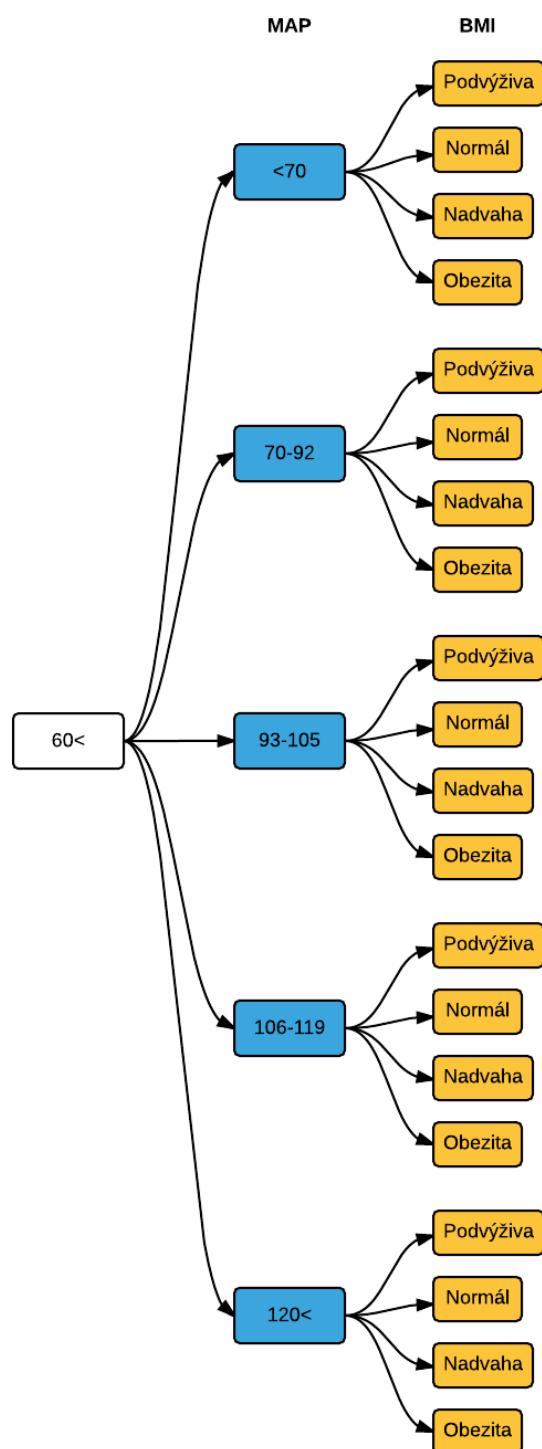 MAP BMI
<70
Podvýživa
Normál
Nadvaha
Obezita
70-92
Podvýživa
Normál
Nadvaha
Obezita
60<
93-105
Podvýživa
Normál
Nadvaha
Obezita
106-119
Podvýživa
Normál
Nadvaha
Obezita
120<
Podvýživa
Normál
Nadvaha
Obezita